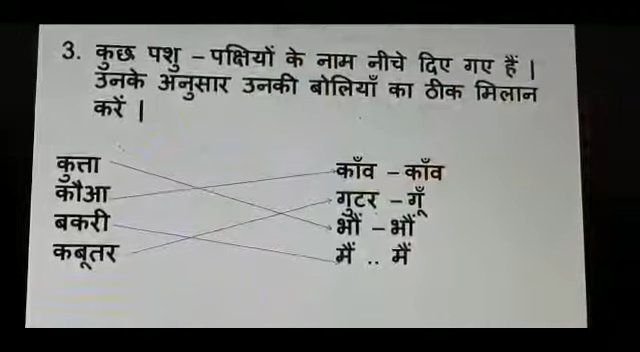 3. कुछ पशु – पक्षियों के नाम नीचे दिए गए हैं |
उनके अनुसार उनकी बोलियाँ का ठीक मिलान
करें |
कुत्ता
काँव – काँव
कौआ
गुटर – गूँ
बकरी
भौं – भौं
कबूतर
मैं .. मैं